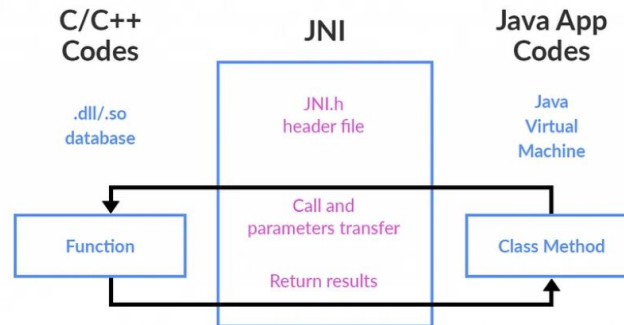 C/C++
Codes
.dll/.so
database
Function
JNI
JNI.h
header file
Call and
parameters transfer
Return results
Java App
Codes
Java
Virtual
Machine
Class Method